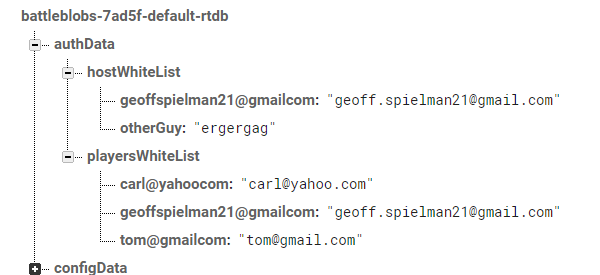 battleblobs-7ad5f-default-rtdb
authData
hostWhiteList
geoffspielman21@gmailcom: "geoff.spielman21@gmail.com"
otherGuy: "ergergag"
playersWhiteList
carl@yahoocom: "carl@yahoo.com"
geoffspielman21@gmailcom: "geoff.spielman21@gmail.com"
tom@gmailcom: "tom@gmail.com"
configData